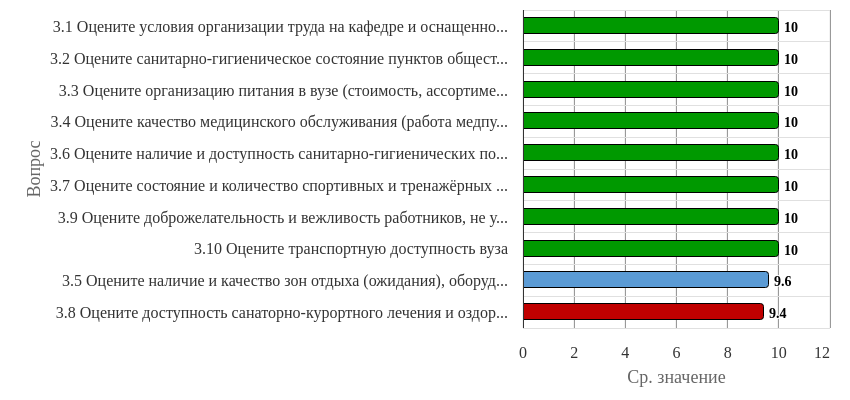 3.1 Оцените условия организации труда на кафедре и оснащенно... 10
3.2 Оцените санитарно-гигиеническое состояние пунктов общест... 10
3.3 Оцените организацию питания в вузе (стоимость, ассортиме... 10
3.4 Оцените качество медицинского обслуживания (работа медпу... 10
3.6 Оцените наличие и доступность санитарно-гигиенических по... 10
3.7 Оцените состояние и количество спортивных и тренажёрных ... 10
3.9 Оцените доброжелательность и вежливость работников, не у... 10
3.10 Оцените транспортную доступность вуза 10
3.5 Оцените наличие и качество зон отдыха (ожидания), оборуд... 9.6
3.8 Оцените доступность санаторно-курортного лечения и оздор... 9.4
Вопрос
0 2 4 6 8 10 12
Ср. значение